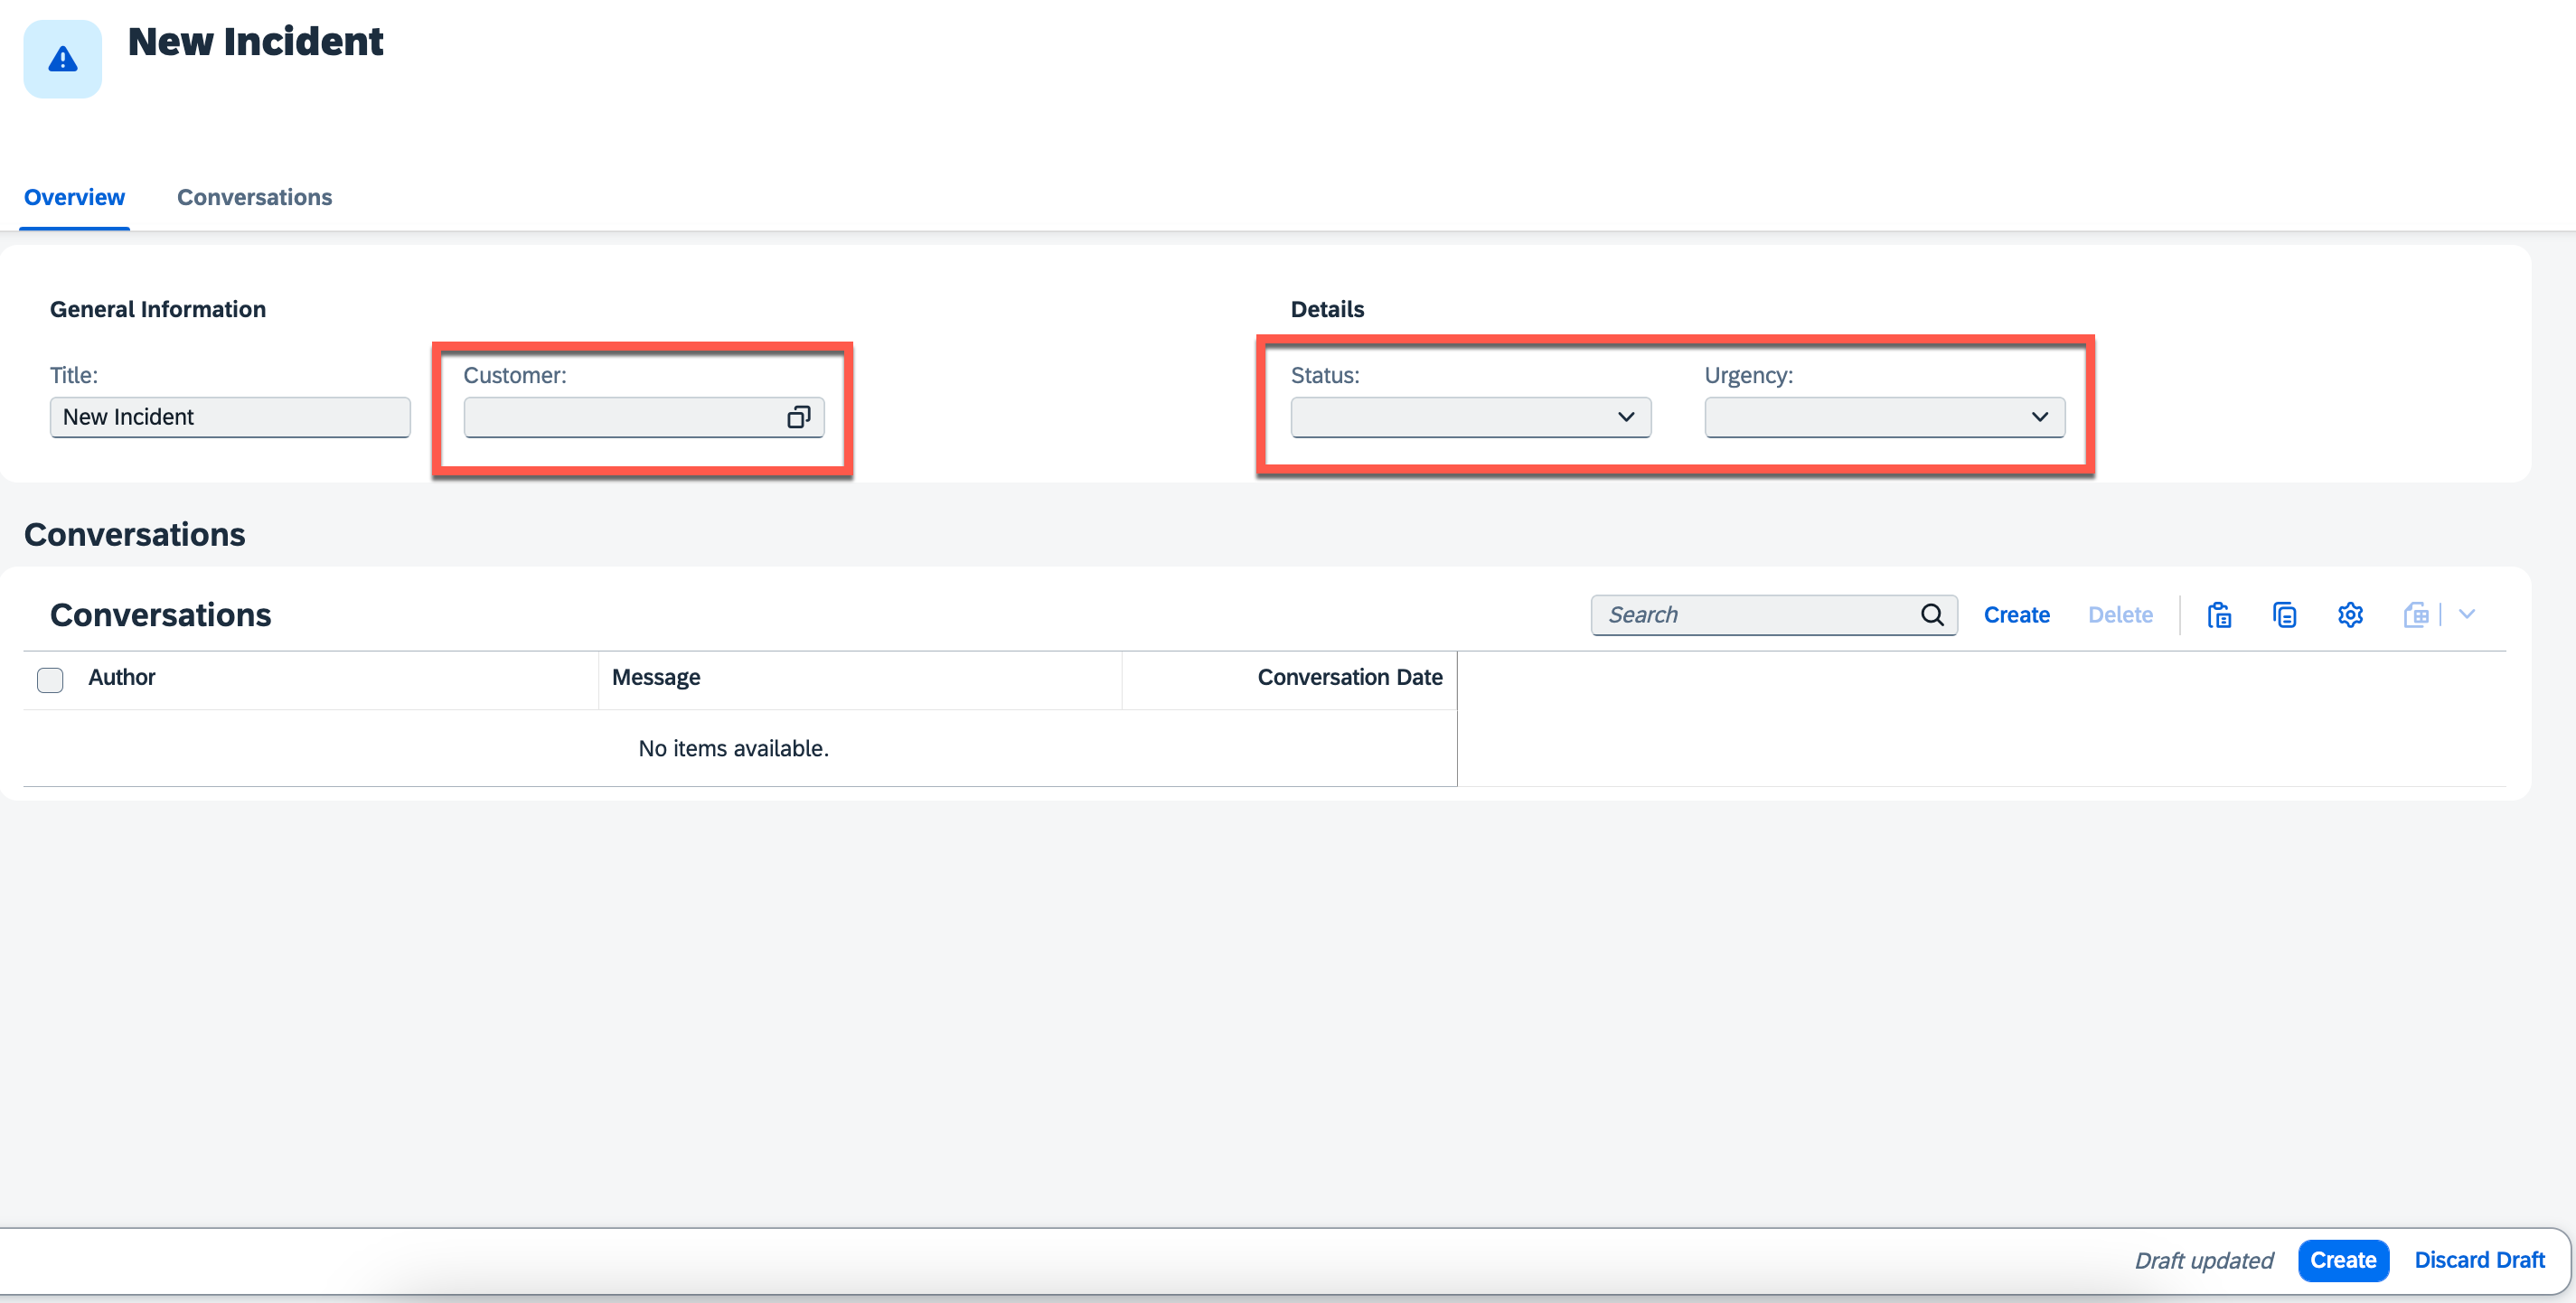 New Incident
Overview Conversations
General Information Details
Title: Customer: Status: Urgency:
New Incident
Conversations
Conversations Search Create Delete
Author Message Conversation Date
No items available.
Draft updated Create Discard Draft